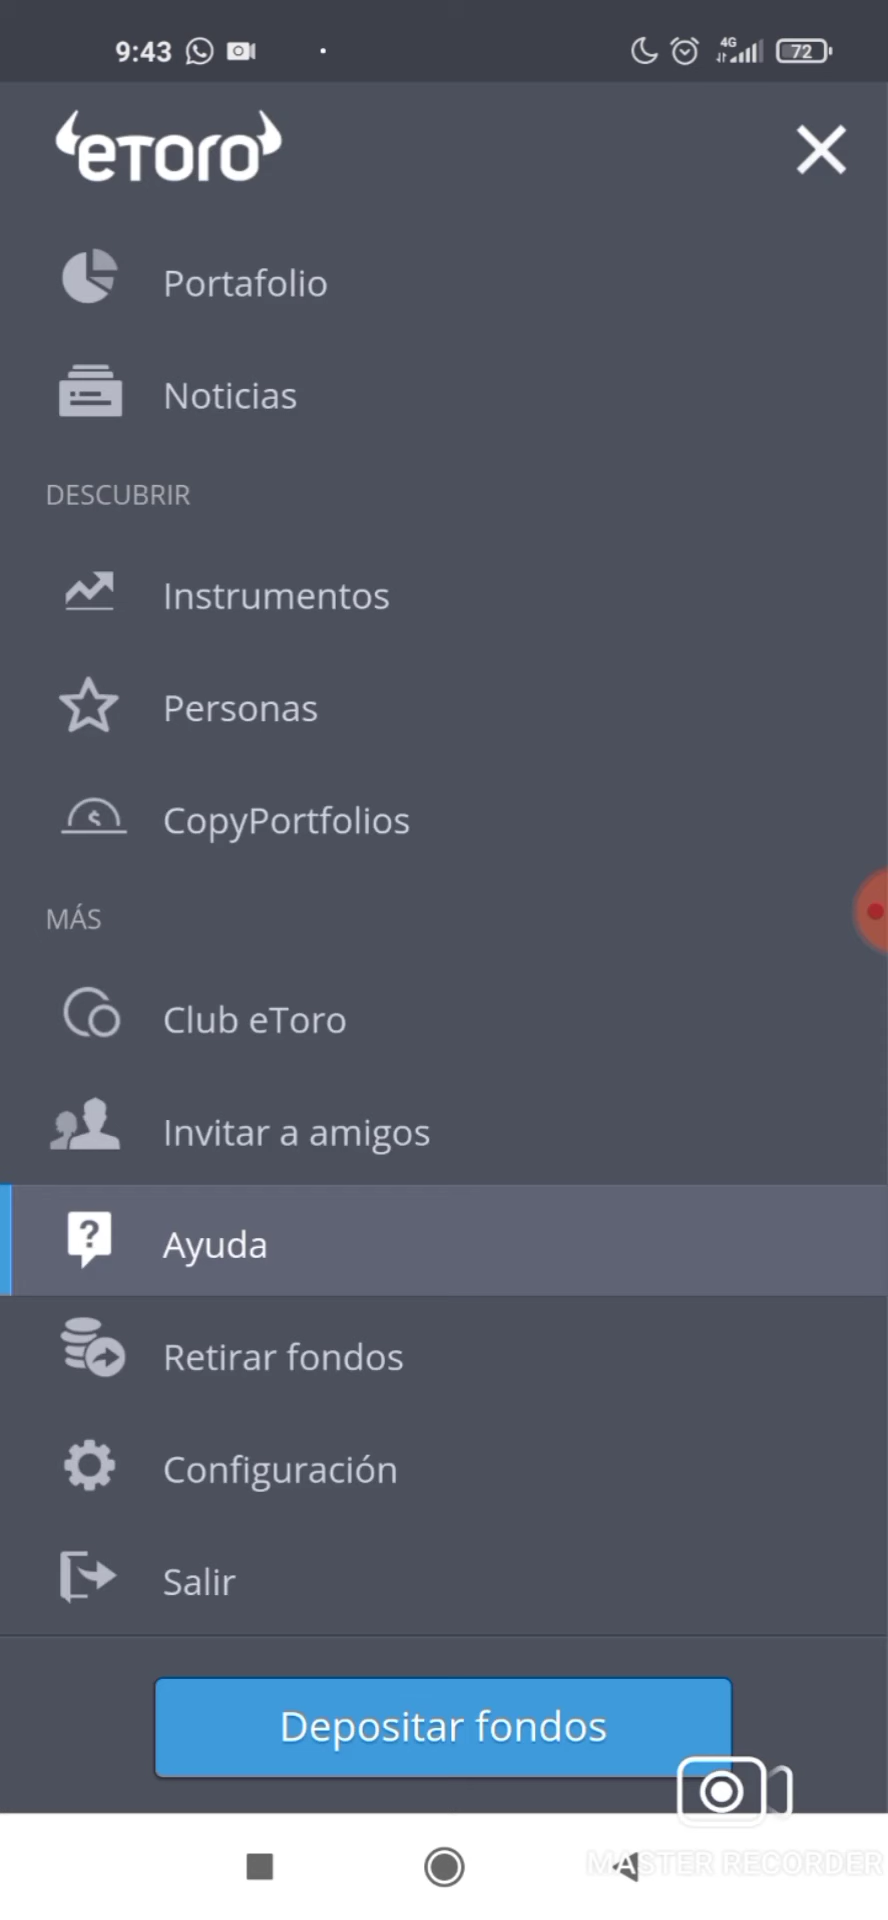 9:43
4G
72
eToro
Portafolio
Noticias
DESCUBRIR
Instrumentos
Personas
CopyPortfolios
MÁS
Club eToro
Invitar a amigos
Ayuda
Retirar fondos
Configuración
Salir
Depositar fondos
MASTER RECORDER